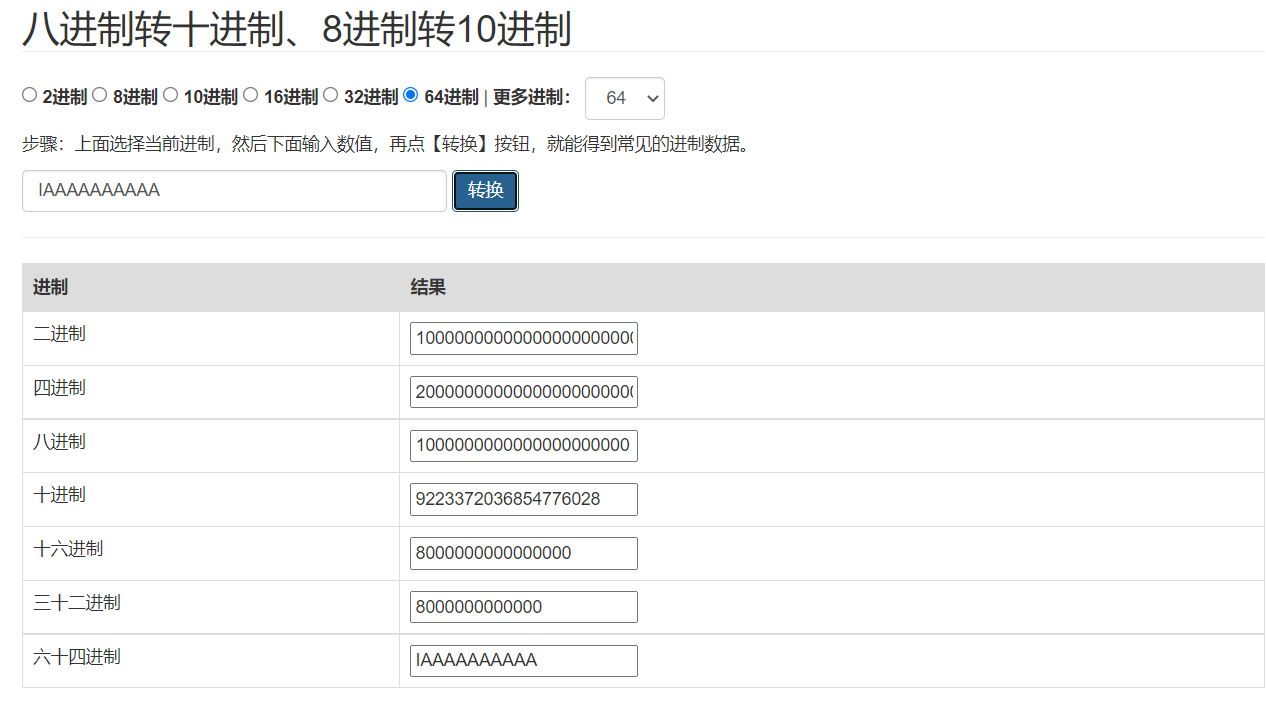 八进制转十进制、8进制转10进制
2进制 8进制 10进制 16进制 32进制 64进制 | 更多进制： 64
步骤：上面选择当前进制，然后下面输入数值，再点【转换】按钮，就能得到常见的进制数据。
IAAAAAAAAAA 转换
进制 结果
二进制 1000000000000000000000000
四进制 2000000000000000000000000
八进制 1000000000000000000000
十进制 9223372036854776028
十六进制 8000000000000000
三十二进制 8000000000000
六十四进制 IAAAAAAAAAA